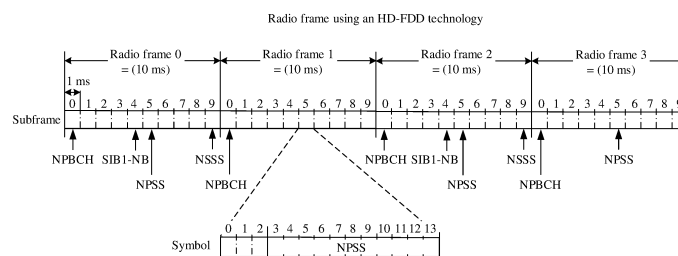 Radio frame using an HD-FDD technology
Radio frame 0 Radio frame 1 Radio frame 2 Radio frame 3
= (10 ms) = (10 ms) = (10 ms) = (10 ms)
1 ms
0 1 2 3 4 5 6 7 8 9 0 1 2 3 4 5 6 7 8 9 0 1 2 3 4 5 6 7 8 9 0 1 2 3 4 5 6 7 8 9
Subframe
NPBCH SIB1-NB NSSS NPBCH SIB1-NB NSSS NPSS
NPSS NPBCH NPSS NPBCH
0 1 2 3 4 5 6 7 8 9 10 11 12 13
Symbol NPSS